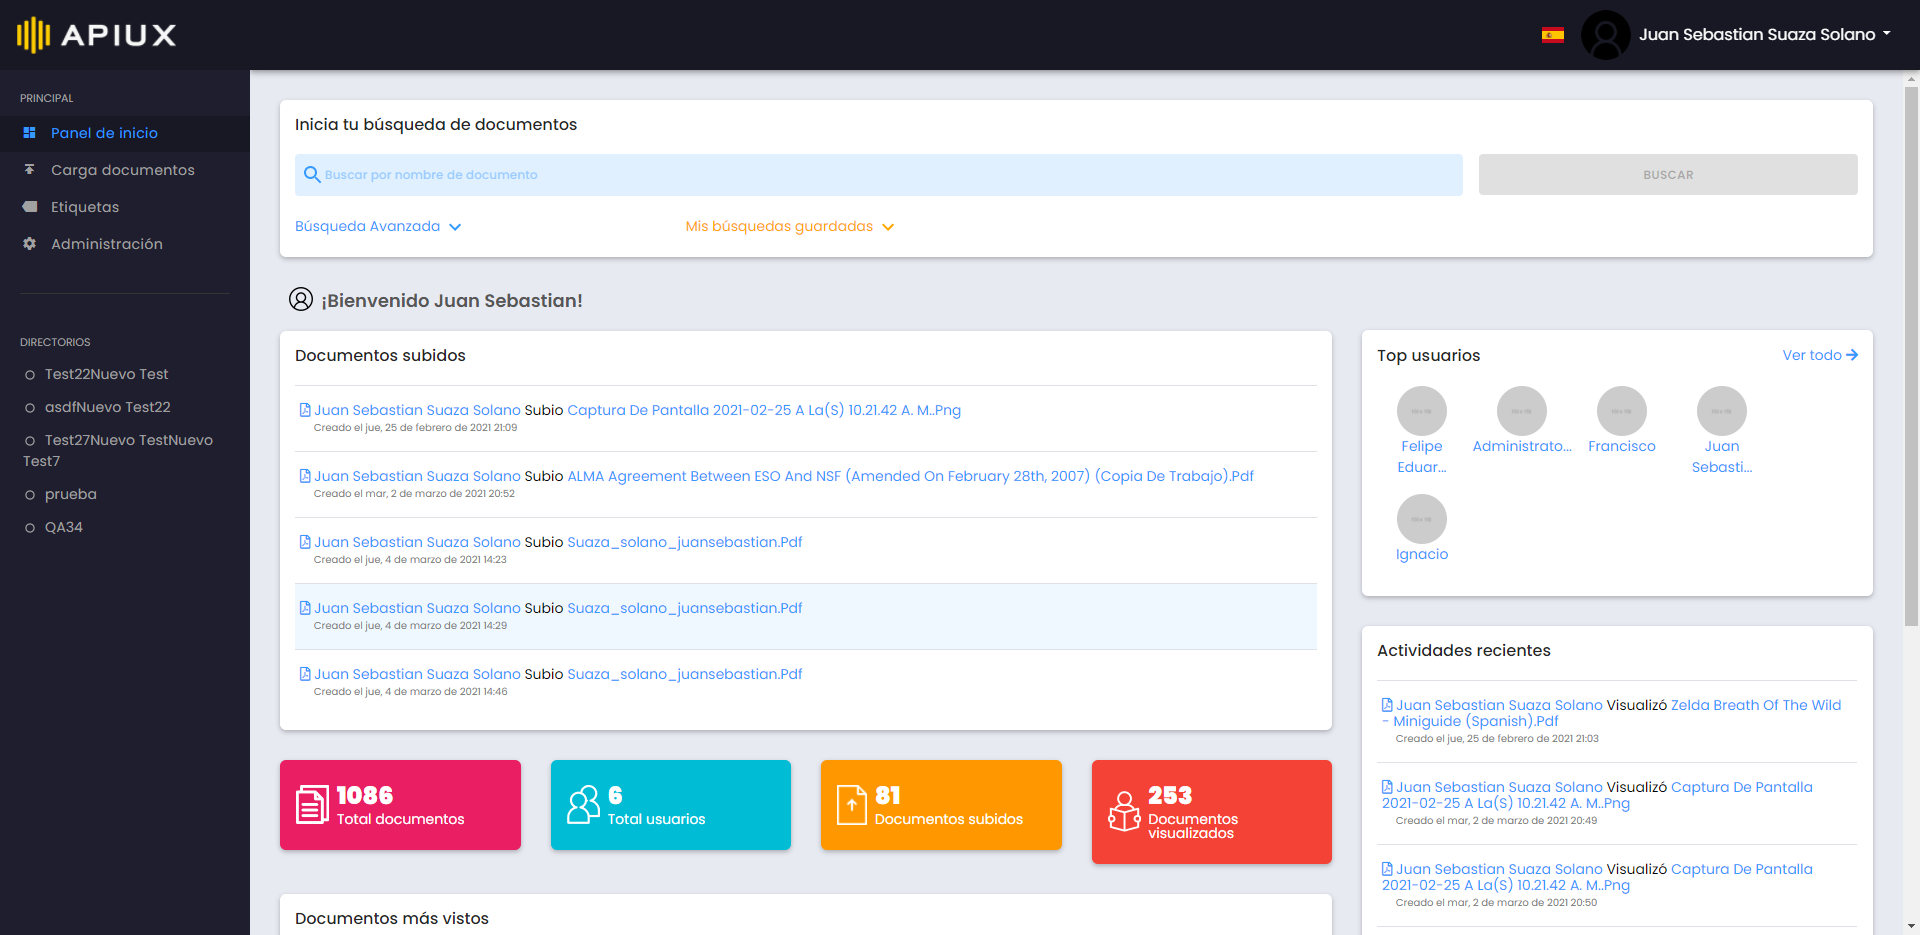 APIUX
Juan Sebastian Suaza Solano
PRINCIPAL
Panel de inicio
Carga documentos
Etiquetas
Administración
DIRECTORIOS
Test22Nuevo Test
asdfNuevo Test22
Test27Nuevo TestNuevo
Test7
prueba
QA34
Inicia tu búsqueda de documentos
Buscar por nombre de documento
BUSCAR
Búsqueda Avanzada
Mis búsquedas guardadas
¡Bienvenido Juan Sebastian!
Documentos subidos
Juan Sebastian Suaza Solano Subio Captura De Pantalla 2021-02-25 A La(S) 10.21.42 A. M..Png
Creado el jue, 25 de febrero de 2021 21:09
Juan Sebastian Suaza Solano Subio ALMA Agreement Between ESO And NSF (Amended On February 28th, 2007) (Copia De Trabajo).Pdf
Creado el mar, 2 de marzo de 2021 20:52
Juan Sebastian Suaza Solano Subio Suaza_solano_juansebastian.Pdf
Creado el jue, 4 de marzo de 2021 14:23
Juan Sebastian Suaza Solano Subio Suaza_solano_juansebastian.Pdf
Creado el jue, 4 de marzo de 2021 14:29
Juan Sebastian Suaza Solano Subio Suaza_solano_juansebastian.Pdf
Creado el jue, 4 de marzo de 2021 14:46
1086
Total documentos
6
Total usuarios
81
Documentos subidos
253
Documentos
visualizados
Documentos más vistos
Top usuarios
Ver todo
Felipe
Eduar...
Administrato...
Francisco
Juan
Sebasti...
Ignacio
Actividades recientes
Juan Sebastian Suaza Solano Visualizó Zelda Breath Of The Wild
- Miniguide (Spanish).Pdf
Creado el jue, 25 de febrero de 2021 21:03
Juan Sebastian Suaza Solano Visualizó Captura De Pantalla
2021-02-25 A La(S) 10.21.42 A. M..Png
Creado el mar, 2 de marzo de 2021 20:49
Juan Sebastian Suaza Solano Visualizó Captura De Pantalla
2021-02-25 A La(S) 10.21.42 A. M..Png
Creado el mar, 2 de marzo de 2021 20:50